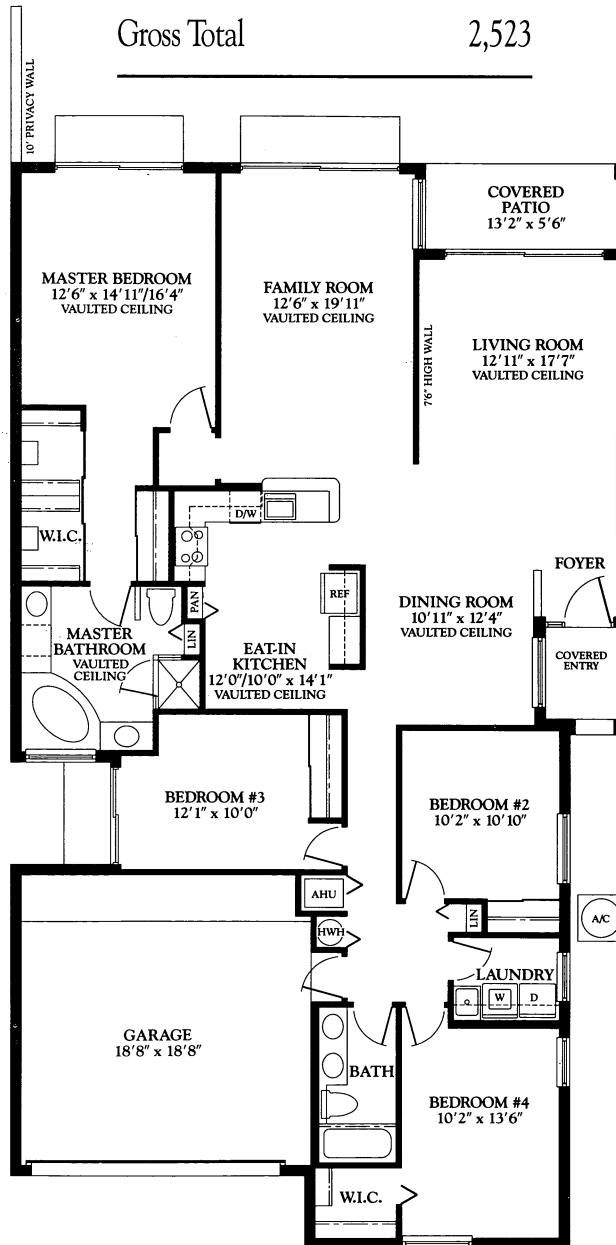 Gross Total 2,523
10' PRIVACY WALL
COVERED
PATIO
13'2" x 5'6"
MASTER BEDROOM
12'6" x 14'11"/16'4"
VAULTED CEILING
FAMILY ROOM
12'6" x 19'11"
VAULTED CEILING
7'6" HIGH WALL
LIVING ROOM
12'11" x 17'7"
VAULTED CEILING
W.I.C.
D/W
FOYER
REF
PAN
DINING ROOM
10'11" x 12'4"
VAULTED CEILING
MASTER
BATHROOM
VAULTED
CEILING
LIN
EAT-IN
KITCHEN
12'0"/10'0" x 14'1"
VAULTED CEILING
COVERED
ENTRY
BEDROOM #3
12'1" x 10'0"
BEDROOM #2
10'2" x 10'10"
AHU
LIN
A/C
HWH
LAUNDRY
W
D
GARAGE
18'8" x 18'8"
BATH
BEDROOM #4
10'2" x 13'6"
W.I.C.